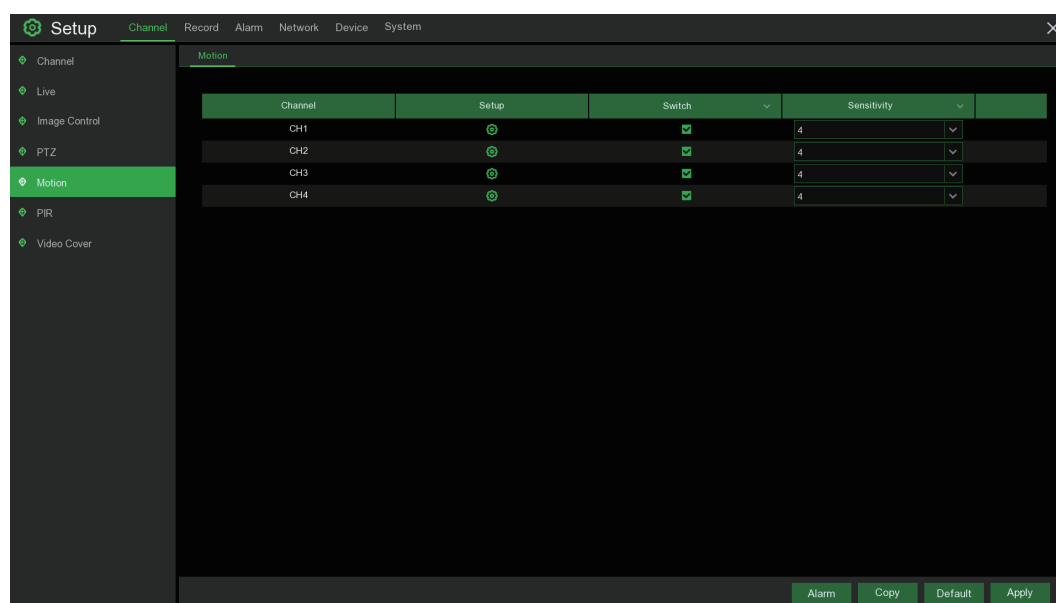 Setup Channel Record Alarm Network Device System
Channel
Live
Image Control
PTZ
Motion
PIR
Video Cover
Motion
Channel Setup Switch Sensitivity
CH1 4
CH2 4
CH3 4
CH4 4
Alarm Copy Default Apply